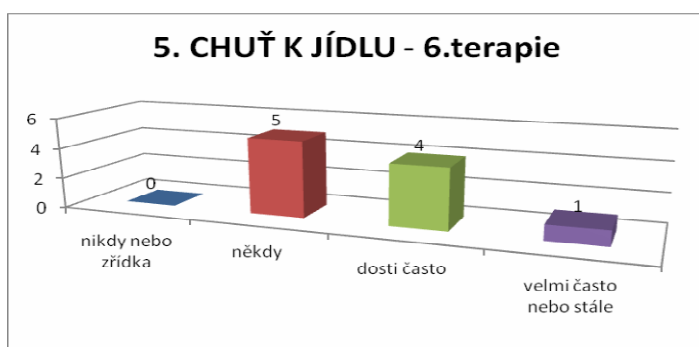 5. CHUŤ K JÍDLU - 6.terapie
6
4
2
0
0
5
4
1
nikdy nebo
zřídka
někdy
dosti často
velmi často
nebo stále